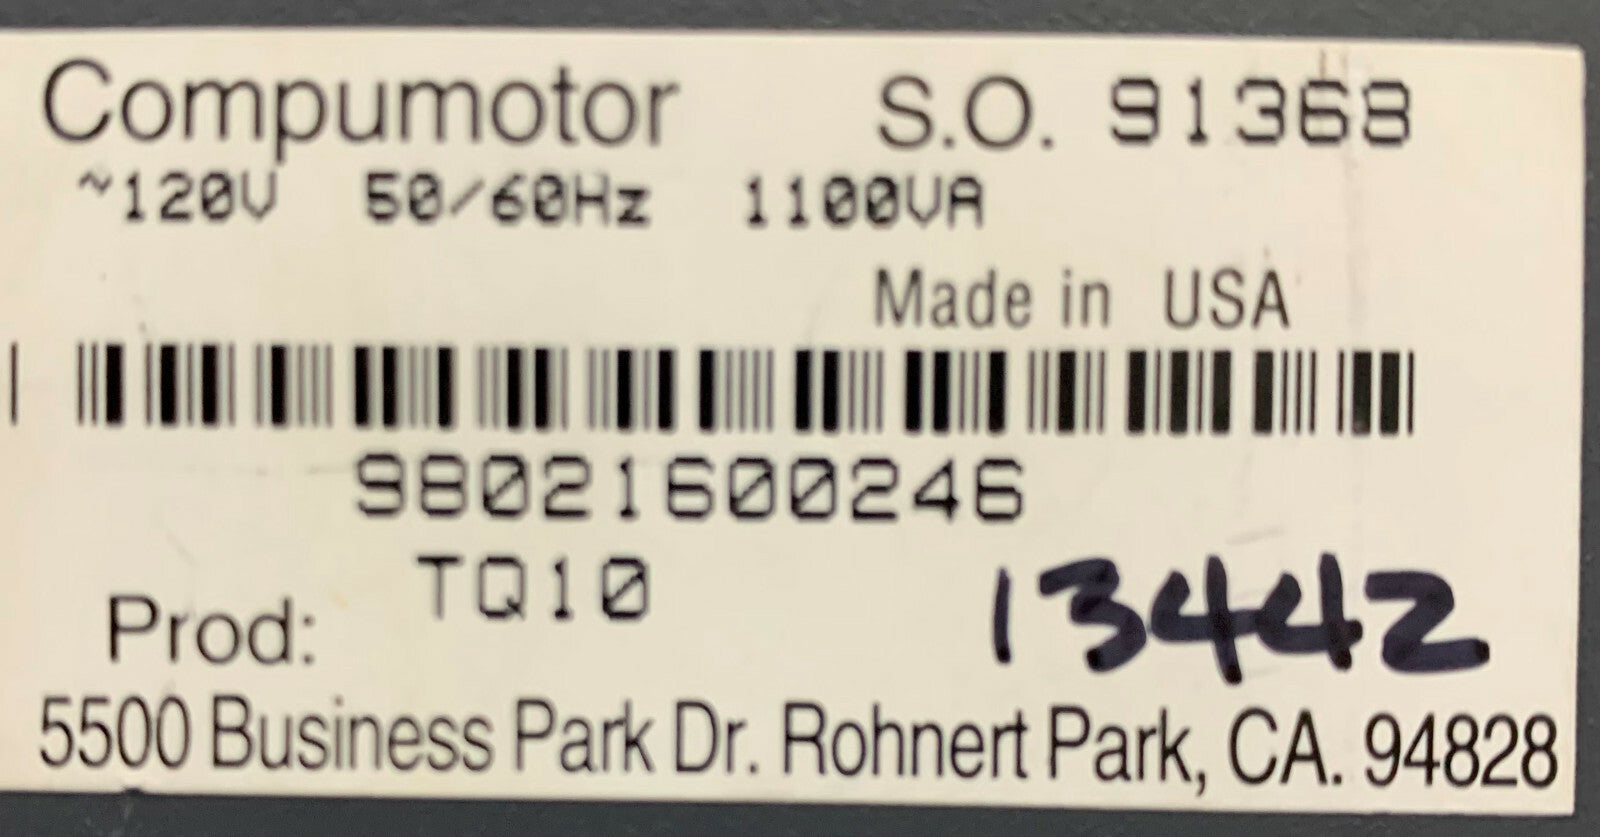 Compumotor S.O. 91368
~120V 50/60Hz 1100VA
Made in USA
98021600246
Prod: TQ10
13442
5500 Business Park Dr. Rohnert Park, CA. 94828